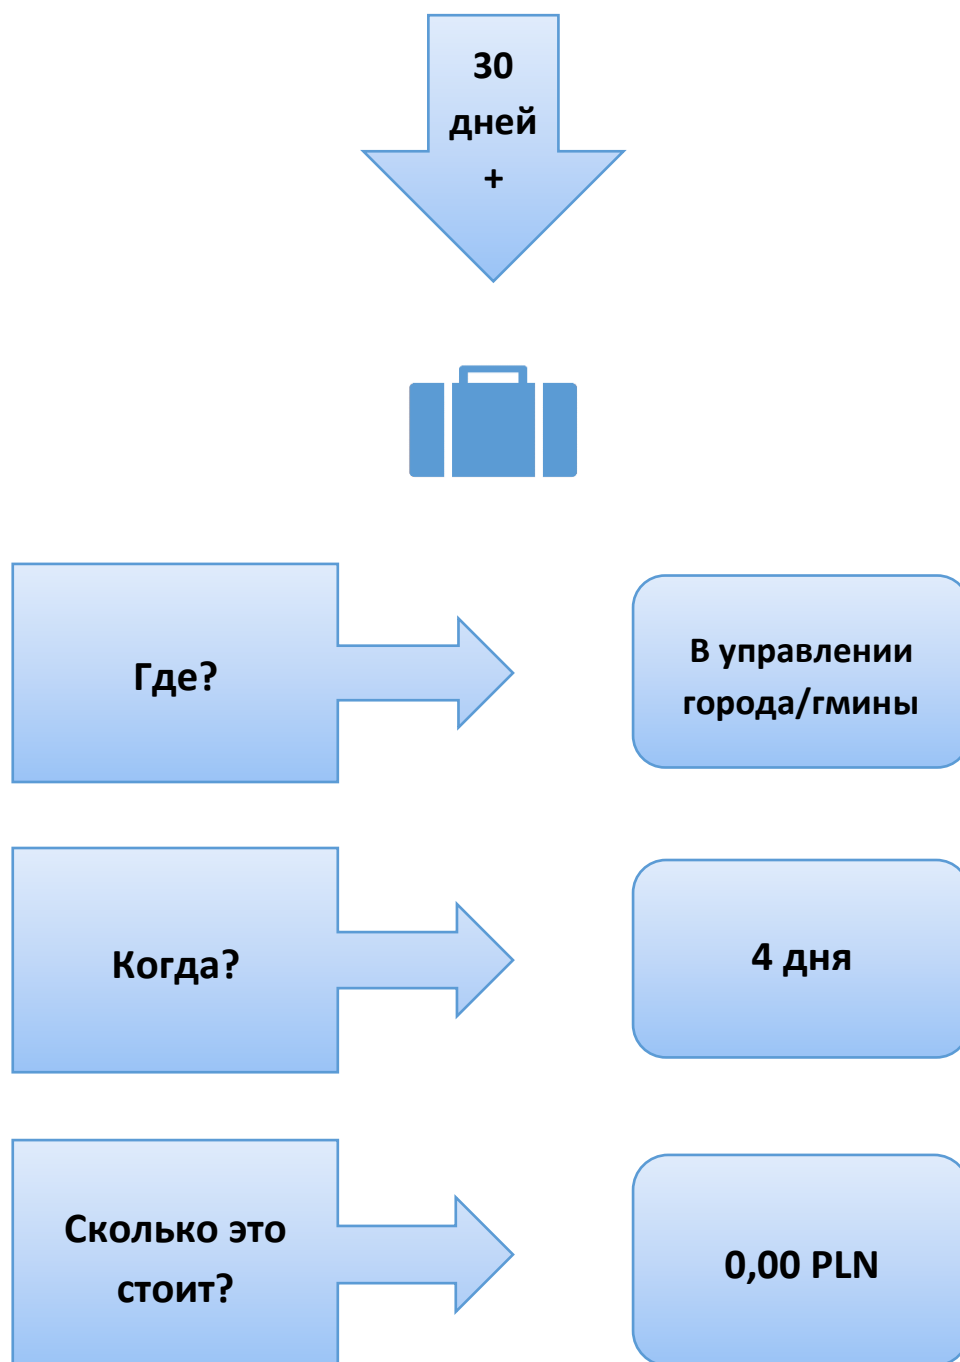 30
дней
+
Где?
В управлении
города/гмины
Когда?
4 дня
Сколько это
стоит?
0,00 PLN